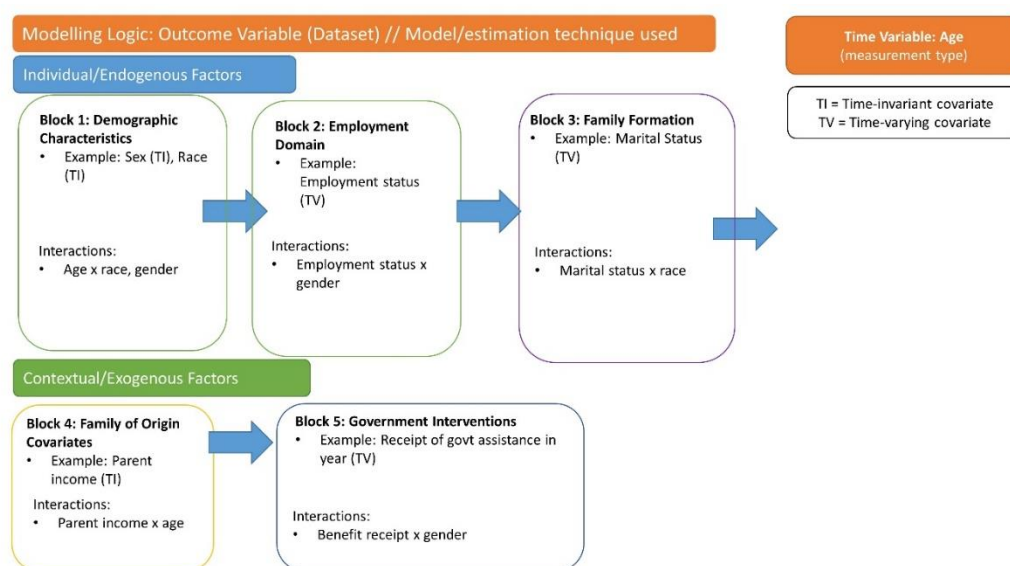 Modelling Logic: Outcome Variable (Dataset) // Model/estimation technique used
Time Variable: Age
(measurement type)
TI = Time-invariant covariate
TV = Time-varying covariate
Individual/Endogenous Factors
Block 1: Demographic
Characteristics
• Example: Sex (TI), Race
(TI)
Interactions:
• Age x race, gender
Block 2: Employment
Domain
• Example:
Employment status
(TV)
Interactions:
• Employment status x
gender
Block 3: Family Formation
• Example: Marital Status
(TV)
Interactions:
• Marital status x race
Contextual/Exogenous Factors
Block 4: Family of Origin
Covariates
• Example: Parent
income (TI)
Interactions:
• Parent income x age
Block 5: Government Interventions
• Example: Receipt of govt assistance in
year (TV)
Interactions:
• Benefit receipt x gender